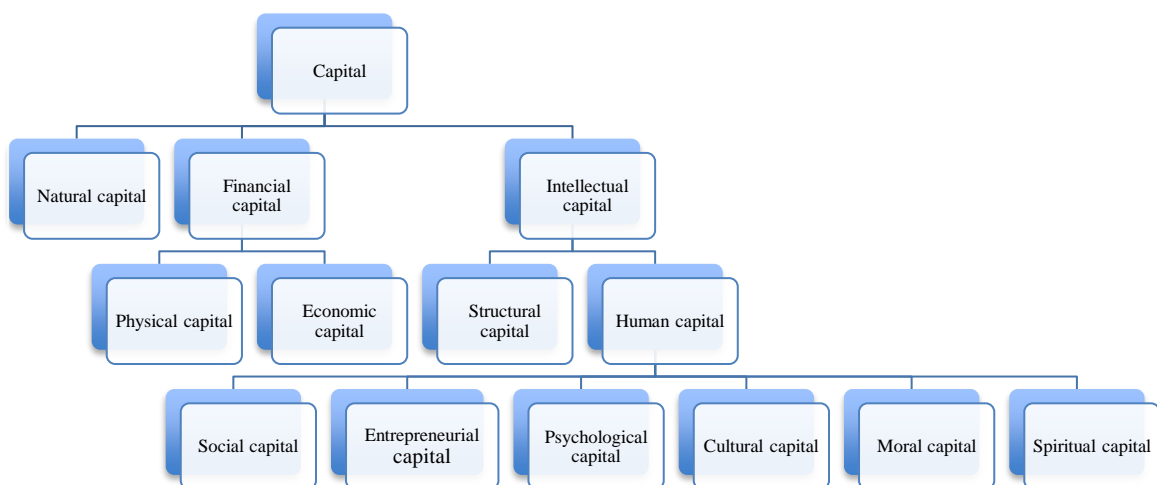 Capital
Natural capital
Financial
capital
Intellectual
capital
Physical capital
Economic
capital
Structural
capital
Human capital
Social capital
Entrepreneurial
capital
Psychological
capital
Cultural capital
Moral capital
Spiritual capital